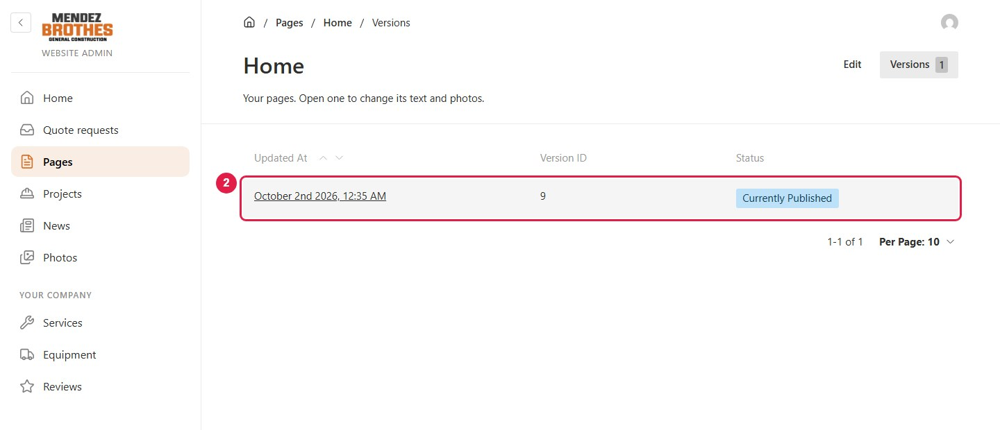 MENDEZ
BROTHES
GENERAL CONSTRUCTION
WEBSITE ADMIN
Home
Quote requests
Pages
Projects
News
Photos
YOUR COMPANY
Services
Equipment
Reviews
/ Pages / Home / Versions
Home
Edit
Versions 1
Your pages. Open one to change its text and photos.
Updated At Version ID Status
2
October 2nd 2026, 12:35 AM 9 Currently Published
1-1 of 1 Per Page: 10